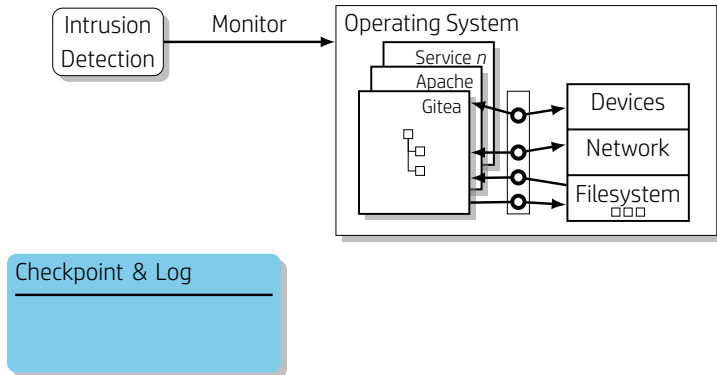 Intrusion
Detection
Monitor
Operating System
Service n
Apache
Gitea
Devices
Network
Filesystem
Checkpoint & Log